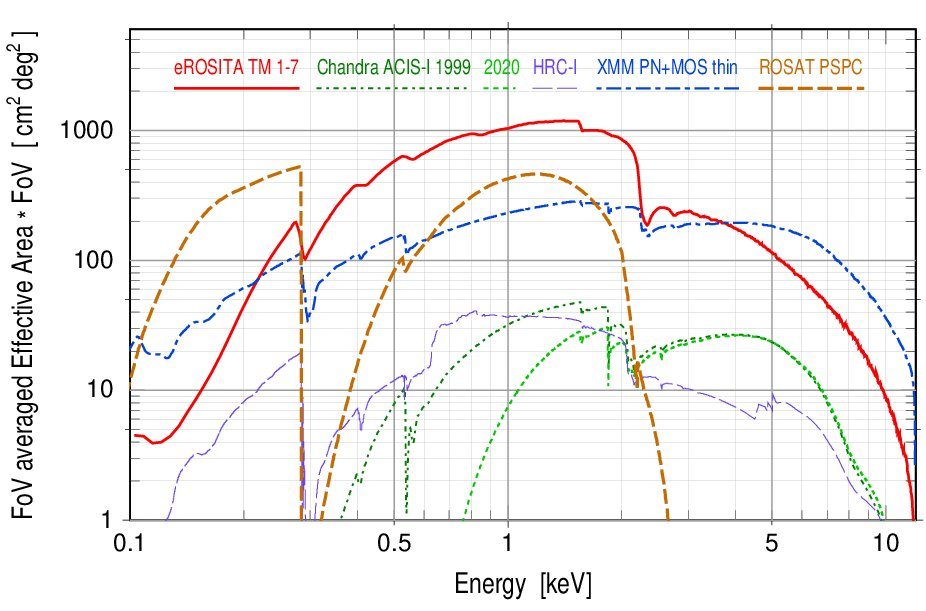 FoV averaged Effective Area * FoV [ cm² deg² ]
eROSITA TM 1-7 Chandra ACIS-I 1999 2020 HRC-I XMM PN+MOS thin ROSAT PSPC
1000
100
10
1
0.1 0.5 1 5 10
Energy [keV]